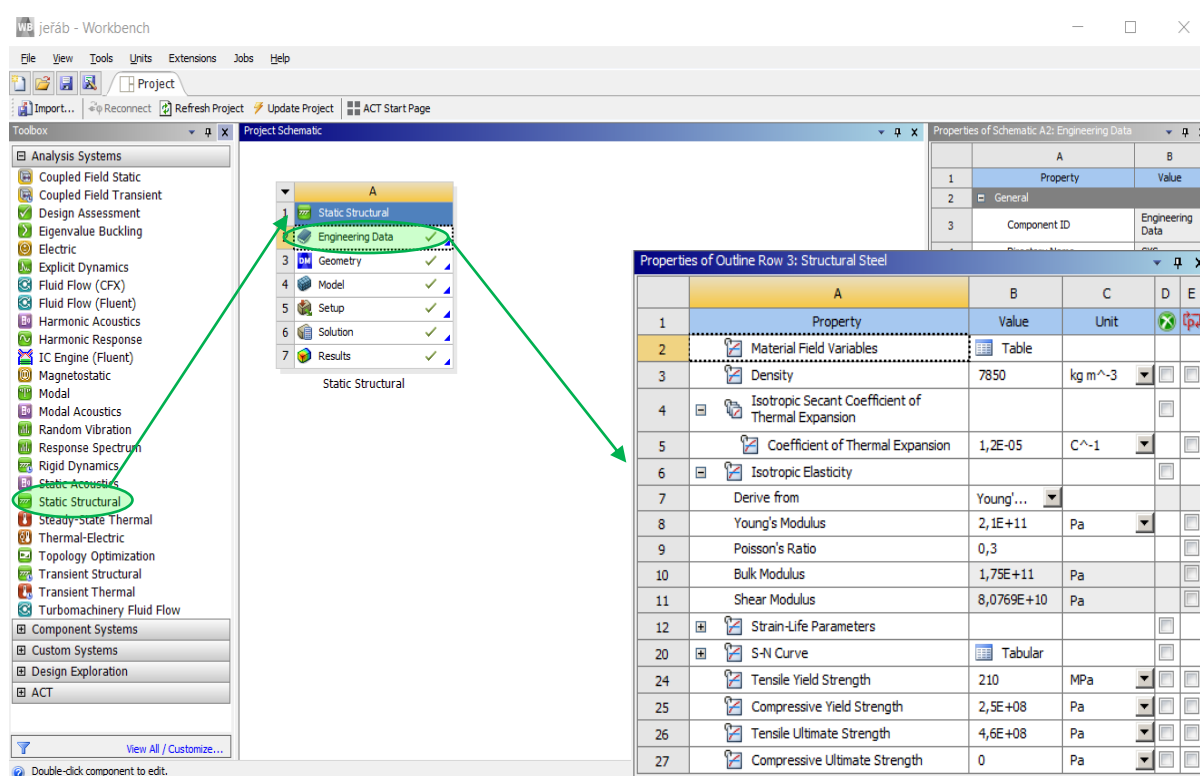 WB jeřáb - Workbench
File View Tools Units Extensions Jobs Help
Project
Import... Reconnect Refresh Project Update Project ACT Start Page
Toolbox
Analysis Systems
Coupled Field Static
Coupled Field Transient
Design Assessment
Eigenvalue Buckling
Electric
Explicit Dynamics
Fluid Flow (CFX)
Fluid Flow (Fluent)
Harmonic Acoustics
Harmonic Response
IC Engine (Fluent)
Magnetostatic
Modal
Modal Acoustics
Random Vibration
Response Spectrum
Rigid Dynamics
Static Acoustics
Static Structural
Steady-State Thermal
Thermal-Electric
Topology Optimization
Transient Structural
Transient Thermal
Turbomachinery Fluid Flow
Component Systems
Custom Systems
Design Exploration
ACT
View All / Customize...
Double-click component to edit.
Project Schematic
A
1 Static Structural
2 Engineering Data
3 DM Geometry
4 Model
5 Setup
6 Solution
7 Results
Static Structural
Properties of Schematic A2: Engineering Data
A B
1 Property Value
2 General
3 Component ID Engineering
Data
Properties of Outline Row 3: Structural Steel
A B C D E
1 Property Value Unit
2 Material Field Variables Table
3 Density 7850 kg m^-3
4 Isotropic Secant Coefficient of
Thermal Expansion
5 Coefficient of Thermal Expansion 1,2E-05 C^-1
6 Isotropic Elasticity
7 Derive from Young'...
8 Young's Modulus 2,1E+11 Pa
9 Poisson's Ratio 0,3
10 Bulk Modulus 1,75E+11 Pa
11 Shear Modulus 8,0769E+10 Pa
12 Strain-Life Parameters
20 S-N Curve Tabular
24 Tensile Yield Strength 210 MPa
25 Compressive Yield Strength 2,5E+08 Pa
26 Tensile Ultimate Strength 4,6E+08 Pa
27 Compressive Ultimate Strength 0 Pa